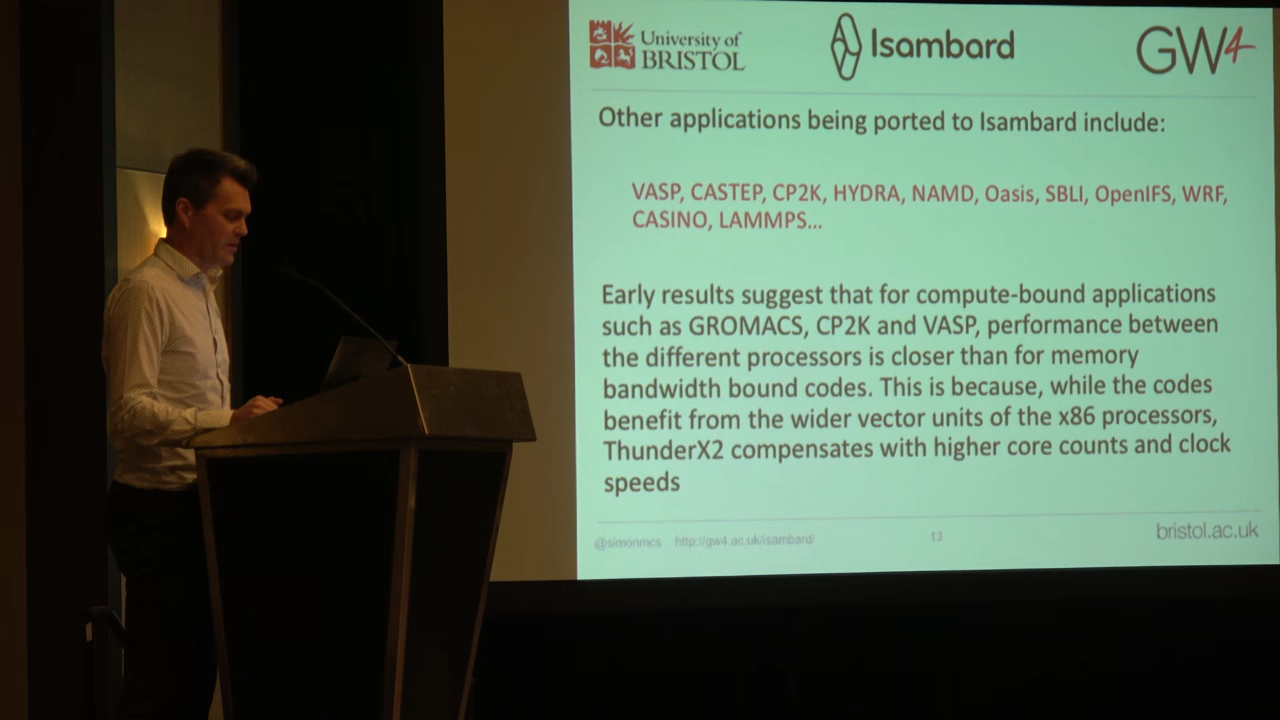 University of
BRISTOL
Isambard
GW4
Other applications being ported to Isambard include:
VASP, CASTEP, CP2K, HYDRA, NAMD, Oasis, SBLI, OpenIFS, WRF,
CASINO, LAMMPS...
Early results suggest that for compute-bound applications
such as GROMACS, CP2K and VASP, performance between
the different processors is closer than for memory
bandwidth bound codes. This is because, while the codes
benefit from the wider vector units of the x86 processors,
ThunderX2 compensates with higher core counts and clock
speeds
@simonmcs http://gw4.ac.uk/isambard/ 13 bristol.ac.uk